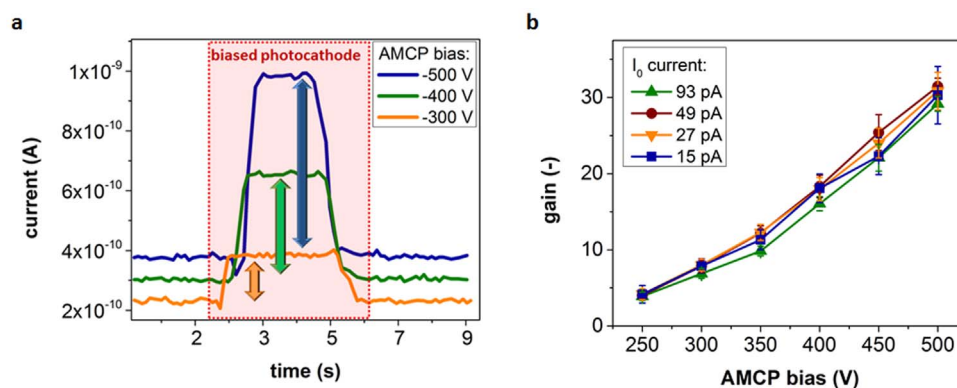 a
biased photocathode
AMCP bias:
-500 V
-400 V
-300 V
1x10⁻⁹
8x10⁻¹⁰
6x10⁻¹⁰
4x10⁻¹⁰
2x10⁻¹⁰
current (A)
2 3 5 6 9
time (s)
b
I₀ current:
93 pA
49 pA
27 pA
15 pA
30
20
10
0
gain (-)
250 300 350 400 450 500
AMCP bias (V)